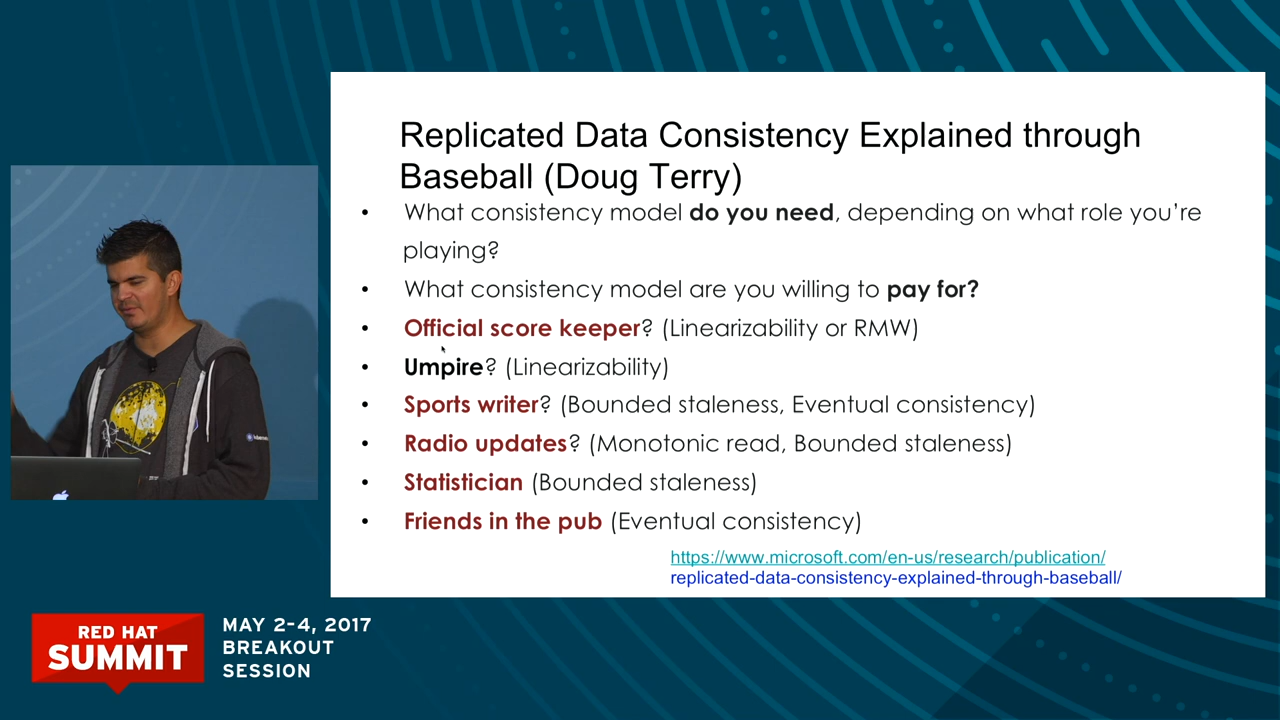 Replicated Data Consistency Explained through
Baseball (Doug Terry)
• What consistency model do you need, depending on what role you’re
playing?
• What consistency model are you willing to pay for?
• Official score keeper? (Linearizability or RMW)
• Umpire? (Linearizability)
• Sports writer? (Bounded staleness, Eventual consistency)
• Radio updates? (Monotonic read, Bounded staleness)
• Statistician (Bounded staleness)
• Friends in the pub (Eventual consistency)
https://www.microsoft.com/en-us/research/publication/
replicated-data-consistency-explained-through-baseball/
RED HAT
SUMMIT
MAY 2-4, 2017
BREAKOUT
SESSION